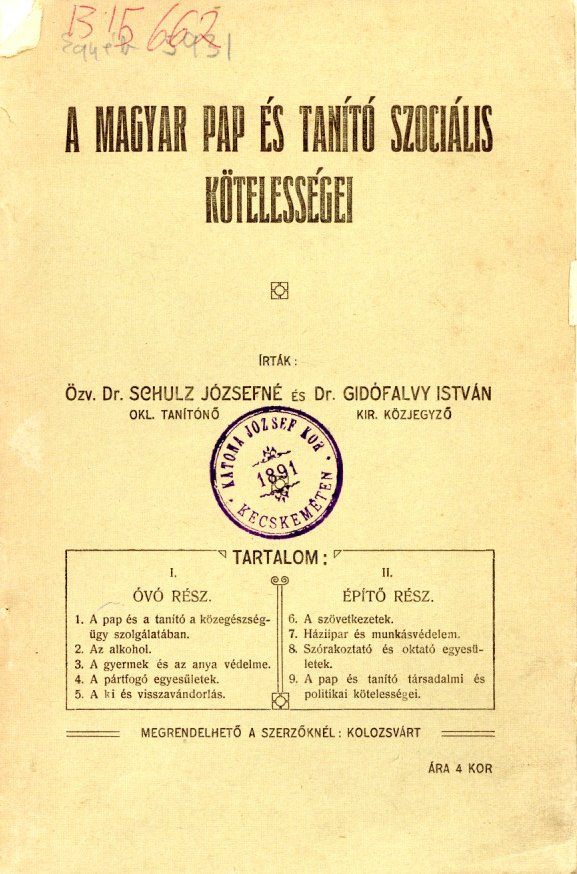 B 15 662
Egyéb 5931
A MAGYAR PAP ÉS TANÍTÓ SZOCIÁLIS
KÖTELESSÉGEI
ÍRTÁK :
Özv. Dr. SCHULZ JÓZSEFNÉ ÉS Dr. GIDÓFALVY ISTVÁN
OKL. TANÍTÓNŐ KIR. KÖZJEGYZŐ
KATONA JOZSEF KÖR
1891
KECSKEMÉTEN
TARTALOM :
I.
ÓVÓ RÉSZ.
1. A pap és a tanító a közegészség-
ügy szolgálatában.
2. Az alkohol.
3. A gyermek és az anya védelme.
4. A pártfogó egyesületek.
5. A ki és visszavándorlás.
II.
ÉPÍTŐ RÉSZ.
6. A szövetkezetek.
7. Háziipar és munkásvédelem.
8. Szórakoztató és oktató egyesü-
letek.
9. A pap és tanító társadalmi és
politikai kötelességei.
MEGRENDELHETŐ A SZERZŐKNÉL : KOLOZSVÁRT
ÁRA 4 KOR